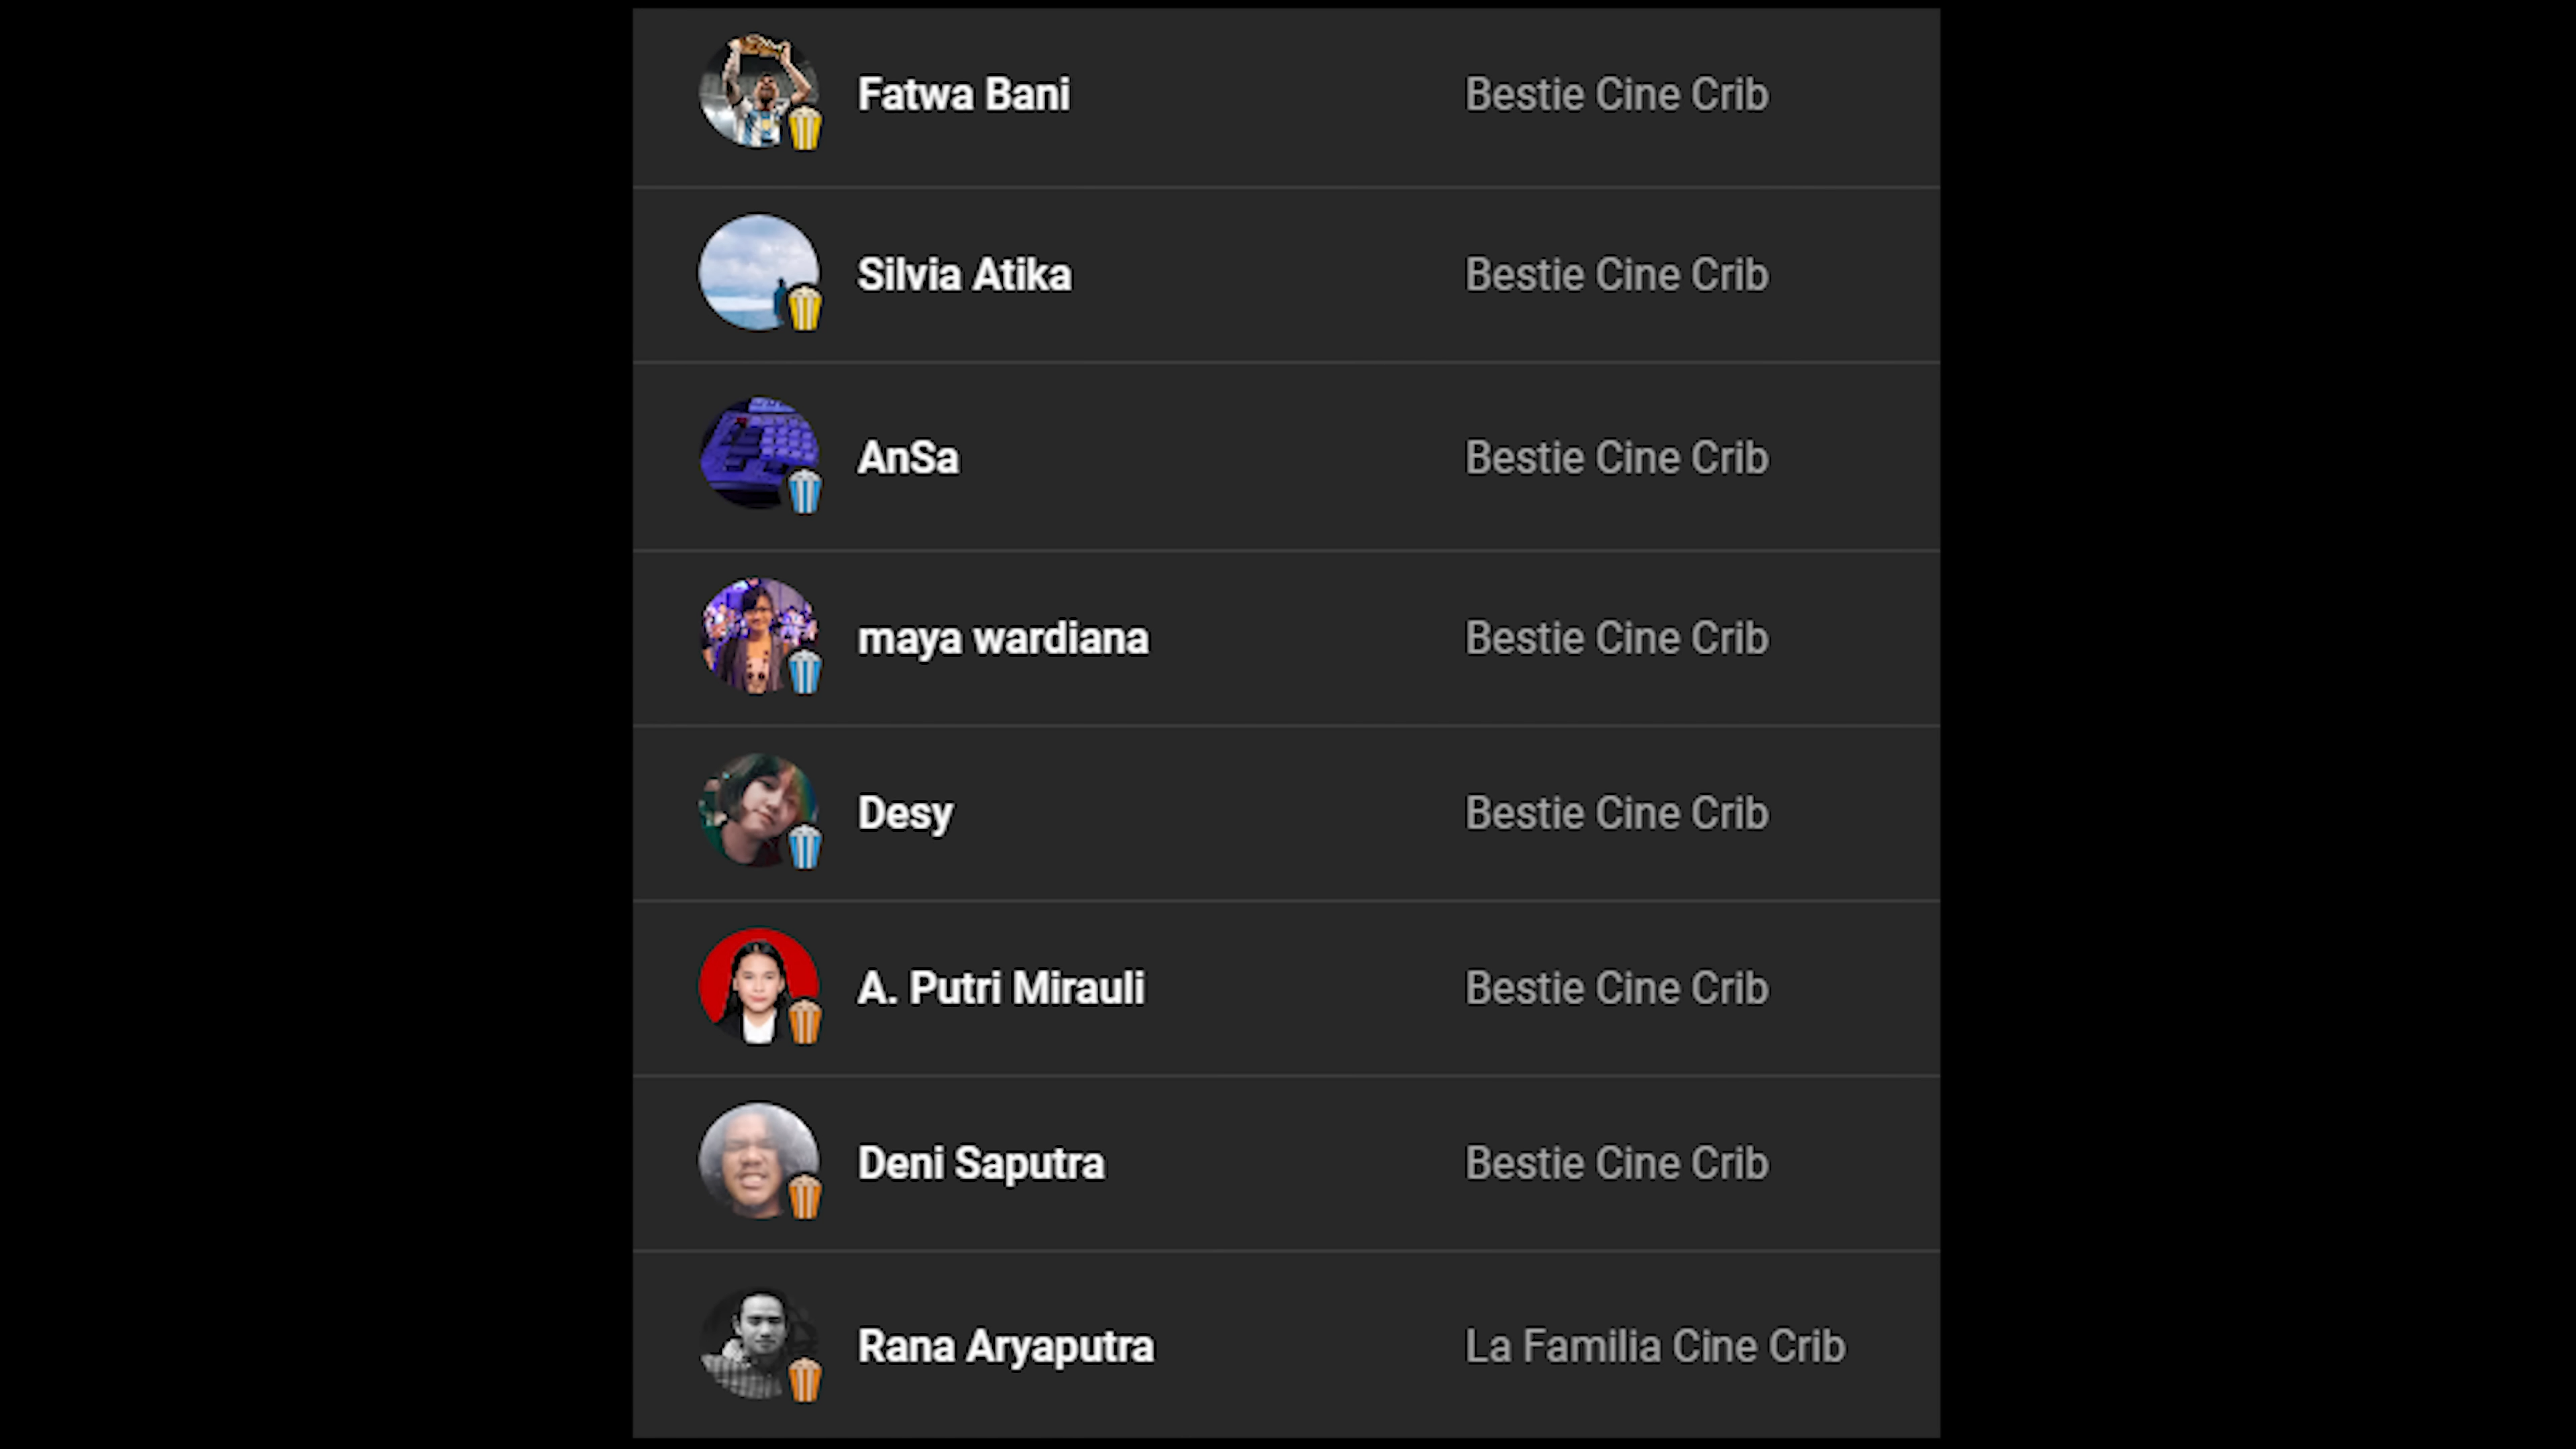 Fatwa Bani Bestie Cine Crib
Silvia Atika Bestie Cine Crib
AnSa Bestie Cine Crib
maya wardiana Bestie Cine Crib
Desy Bestie Cine Crib
A. Putri Mirauli Bestie Cine Crib
Deni Saputra Bestie Cine Crib
Rana Aryaputra La Familia Cine Crib